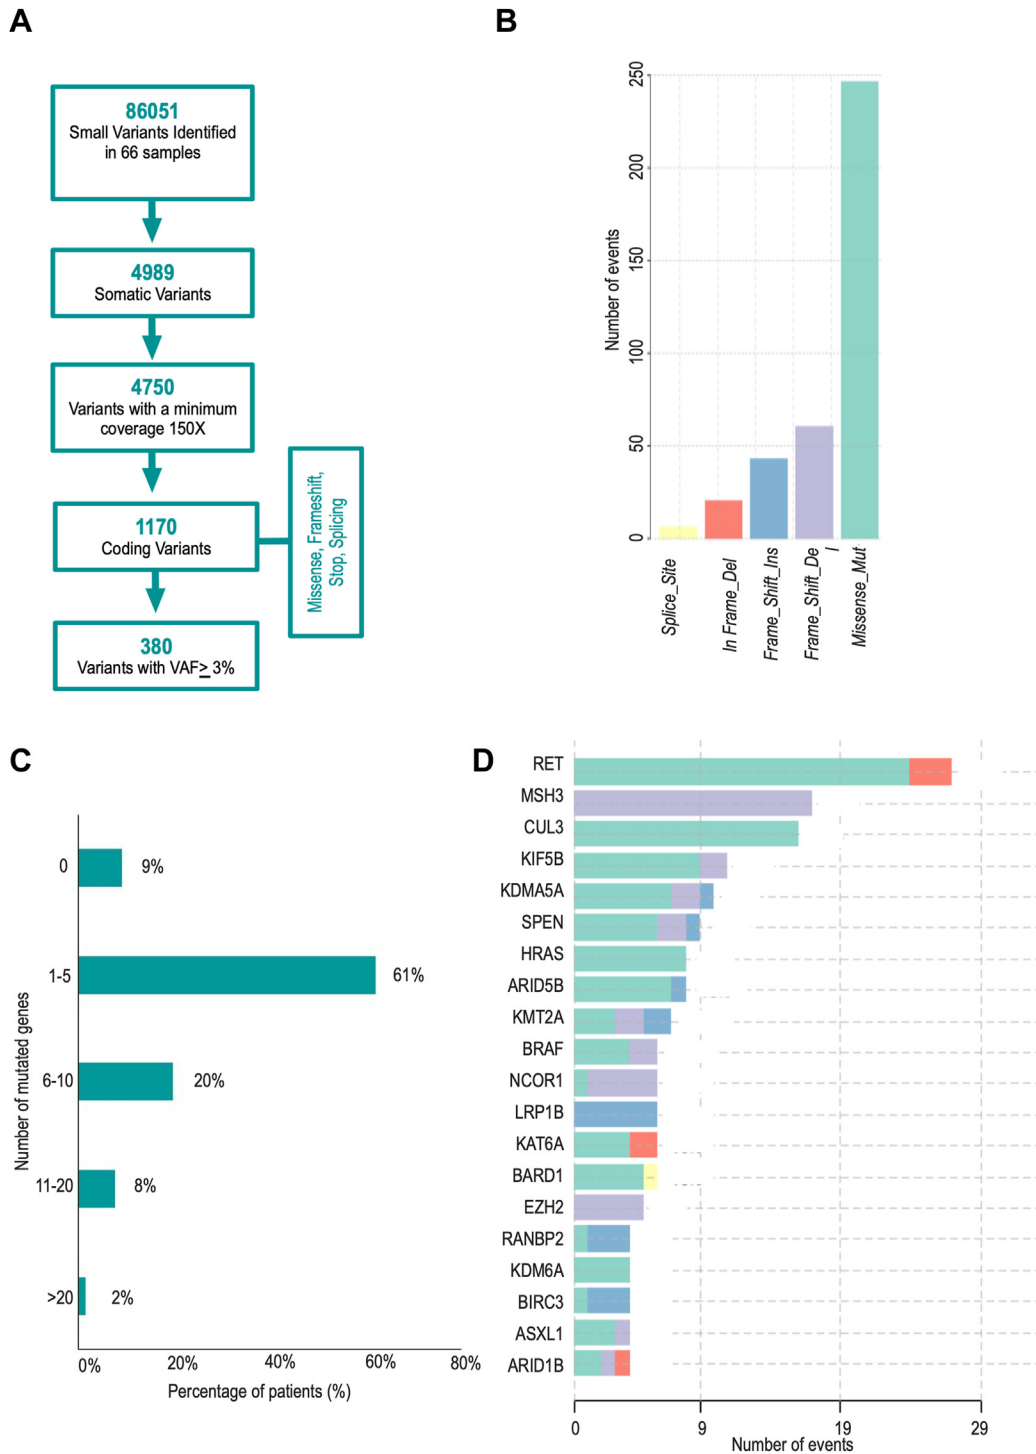 A
86051
Small Variants Identified
in 66 samples
4989
Somatic Variants
4750
Variants with a minimum
coverage 150X
1170
Coding Variants
Missense, Frameshift,
Stop, Splicing
380
Variants with VAF≥ 3%
B
Number of events
250
200
150
100
50
0
Splice_Site
In Frame_Del
Frame_Shift_Ins
Frame_Shift_De
l
Missense_Mut
C
Number of mutated genes
0
9%
1-5
61%
6-10
20%
11-20
8%
>20
2%
0%
20%
40%
60%
80%
Percentage of patients (%)
D
RET
MSH3
CUL3
KIF5B
KDMA5A
SPEN
HRAS
ARID5B
KMT2A
BRAF
NCOR1
LRP1B
KAT6A
BARD1
EZH2
RANBP2
KDM6A
BIRC3
ASXL1
ARID1B
0
9
19
29
Number of events